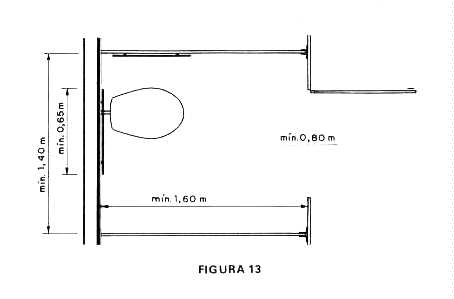 mín. 1,40 m
mín. 0,65 m
mín. 0,80 m
mín. 1,60 m
FIGURA 13